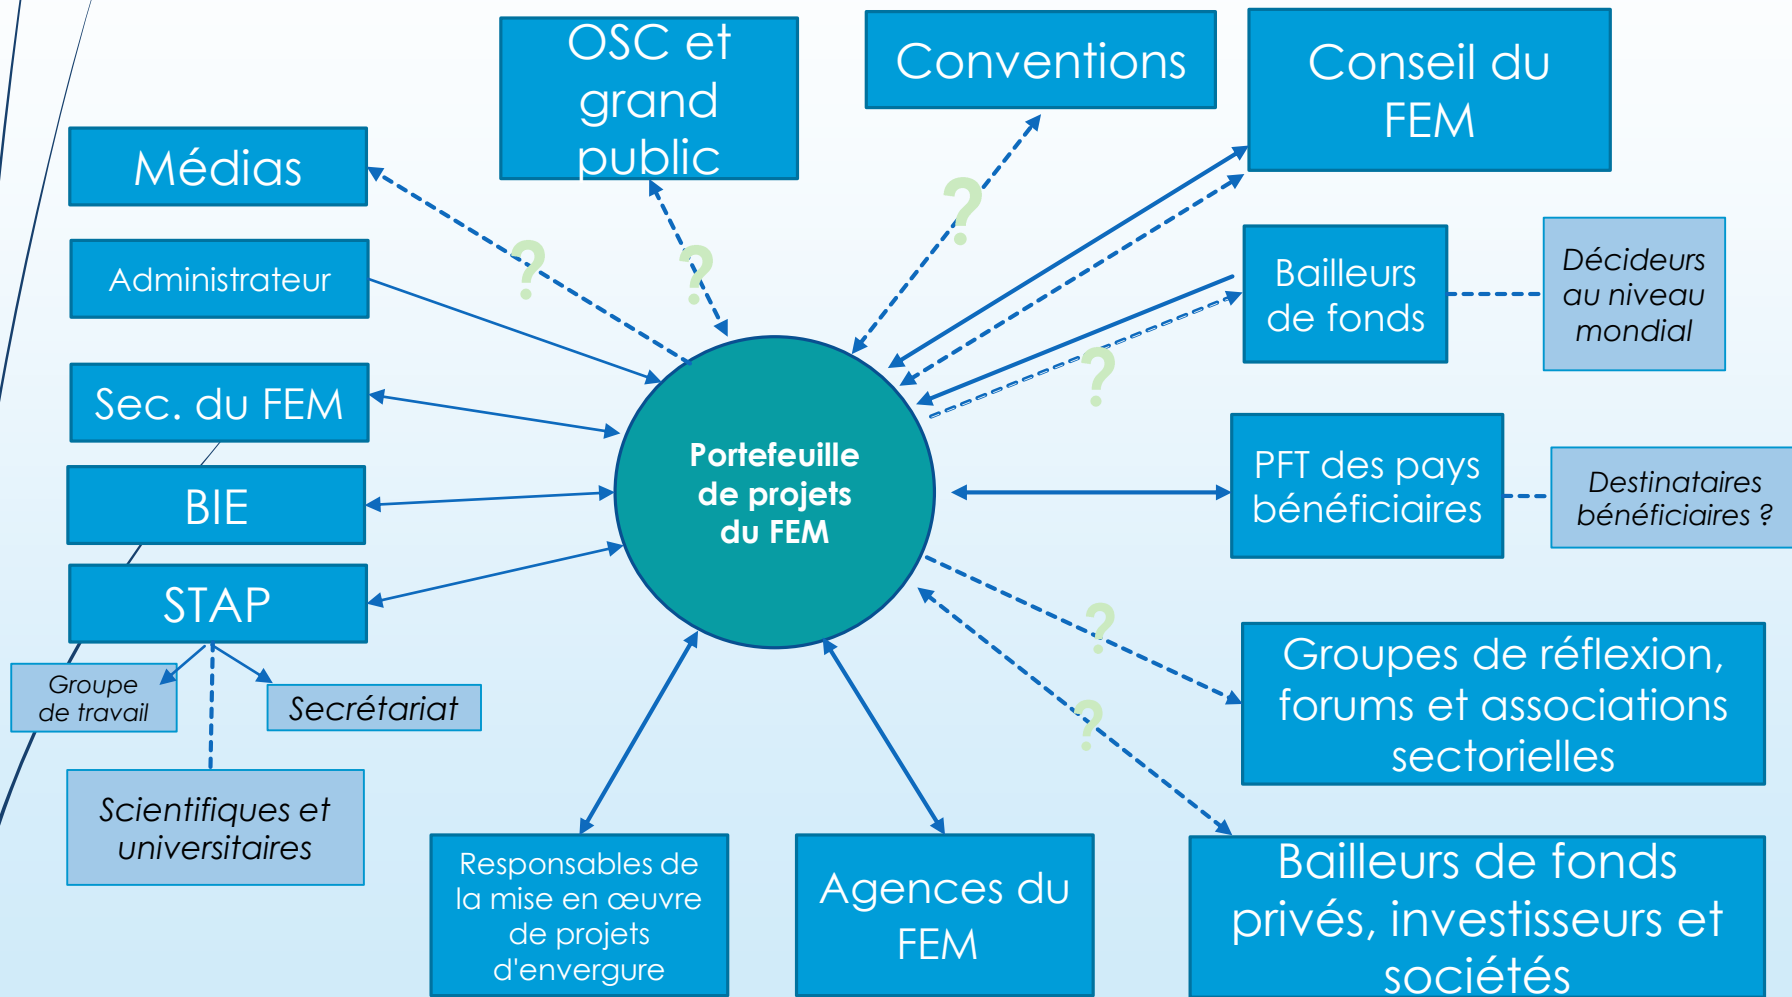 OSC et
grand
public
Conventions
Conseil du
FEM
Médias
Administrateur
Sec. du FEM
BIE
STAP
Groupe
de travail
Secrétariat
Scientifiques et
universitaires
?
?
?
?
?
?
Portefeuille
de projets
du FEM
Bailleurs
de fonds
Décideurs
au niveau
mondial
PFT des pays
bénéficiaires
Destinataires
bénéficiaires ?
Groupes de réflexion,
forums et associations
sectorielles
Responsables de
la mise en œuvre
de projets
d'envergure
Agences du
FEM
Bailleurs de fonds
privés, investisseurs et
sociétés